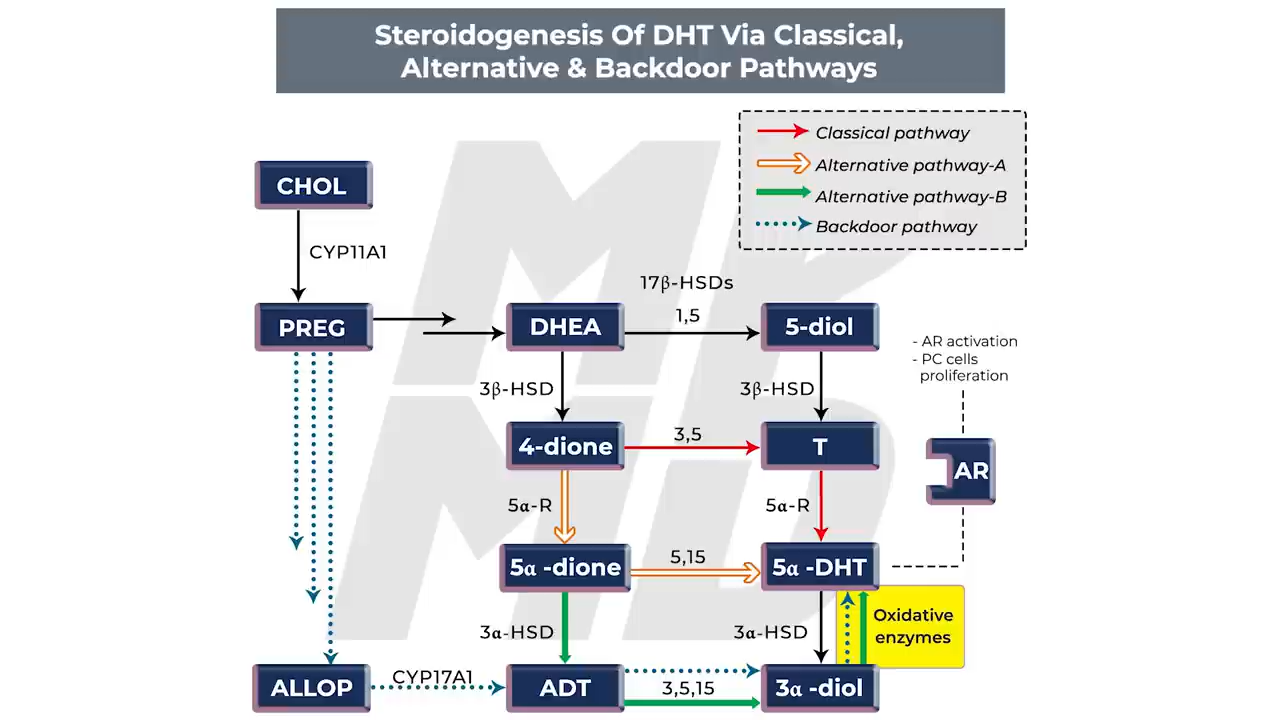 Steroidogenesis Of DHT Via Classical,
Alternative & Backdoor Pathways
Classical pathway
Alternative pathway-A
Alternative pathway-B
Backdoor pathway
CHOL
CYP11A1
17β-HSDs
PREG
DHEA
1,5
5-diol
- AR activation
- PC cells
proliferation
3β-HSD
3β-HSD
4-dione
3,5
T
AR
5α-R
5α-R
5α -dione
5,15
5α -DHT
Oxidative
enzymes
3α-HSD
3α-HSD
ALLOP
CYP17A1
ADT
3,5,15
3α -diol